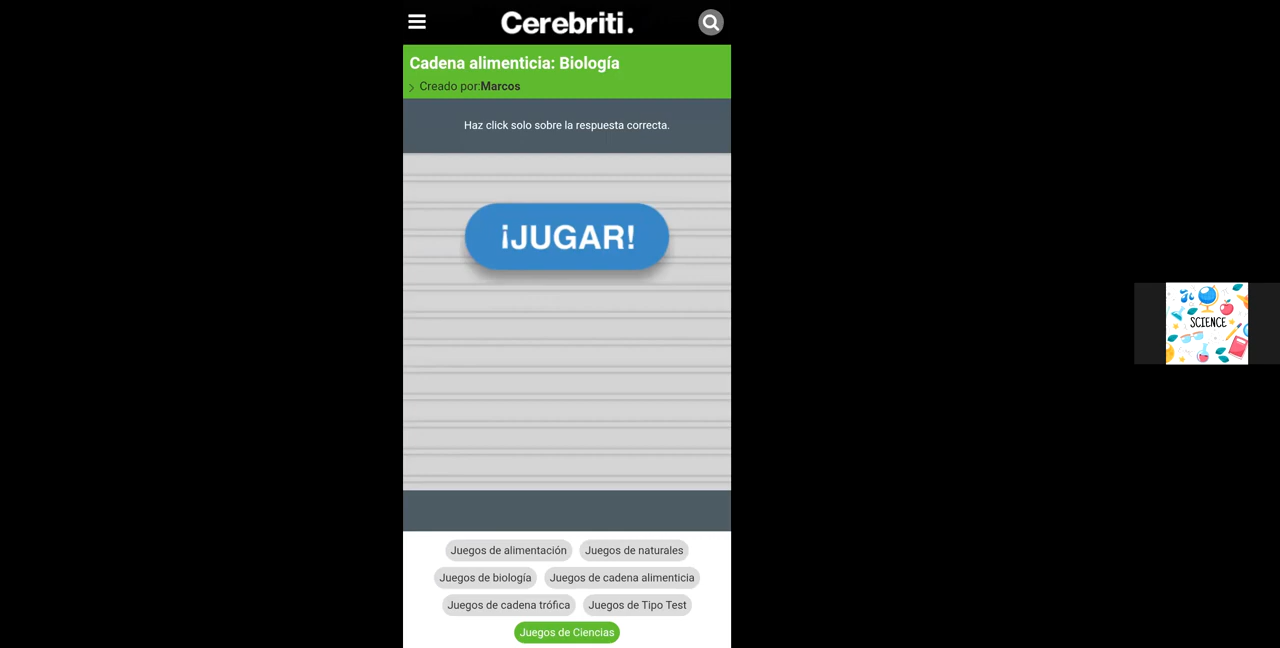 Cerebriti.
Cadena alimenticia: Biología
Creado por:Marcos
Haz click solo sobre la respuesta correcta.
¡JUGAR!
SCIENCE
Juegos de alimentación Juegos de naturales
Juegos de biología Juegos de cadena alimenticia
Juegos de cadena trófica Juegos de Tipo Test
Juegos de Ciencias